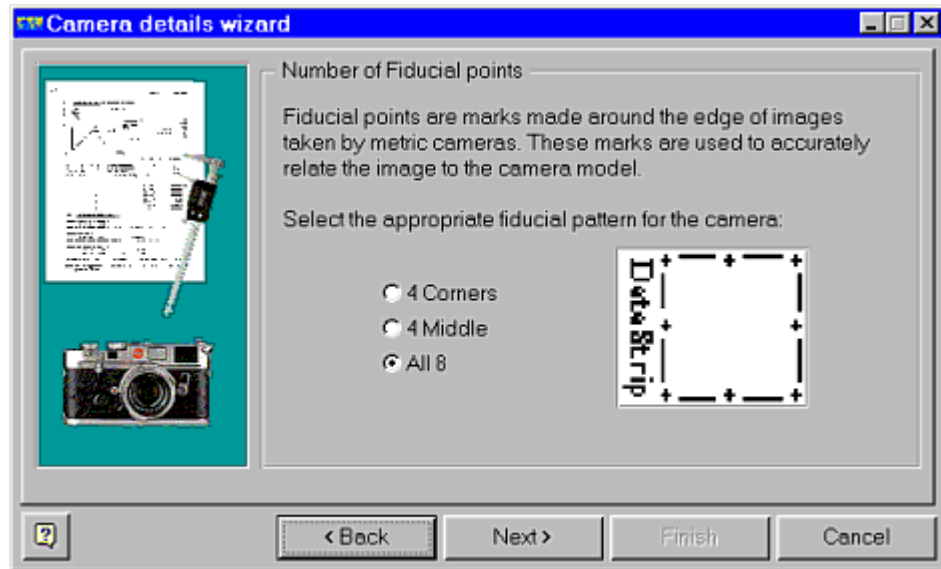 Camera details wizard
Number of Fiducial points
Fiducial points are marks made around the edge of images
taken by metric cameras. These marks are used to accurately
relate the image to the camera model.
Select the appropriate fiducial pattern for the camera:
4 Corners
4 Middle
All 8
DataStrip
< Back
Next >
Finish
Cancel